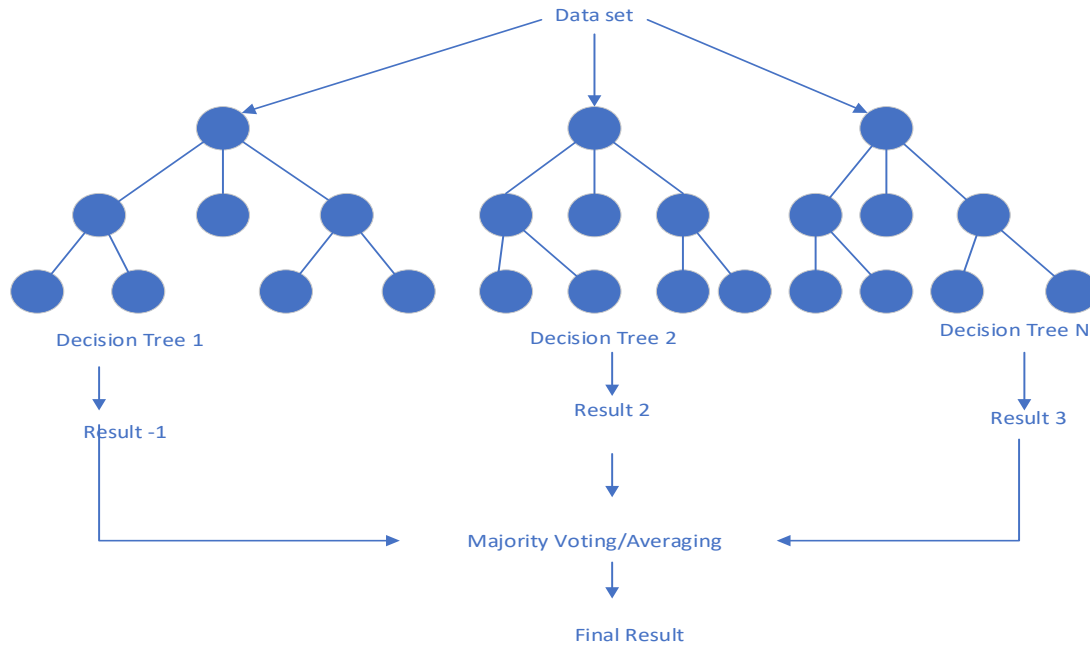 Data set
Decision Tree 1
Decision Tree 2
Decision Tree N
Result -1
Result 2
Result 3
Majority Voting/Averaging
Final Result